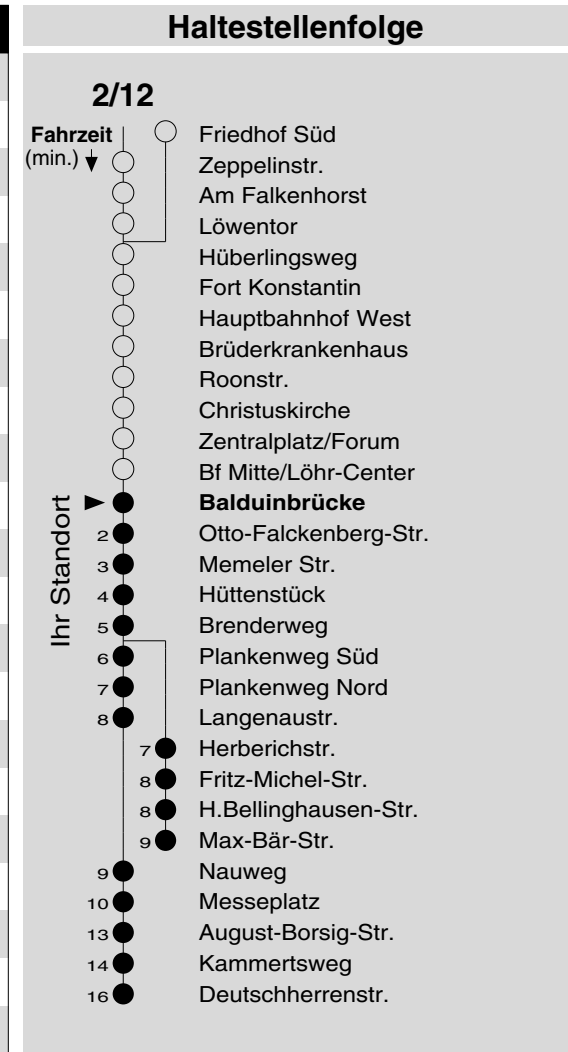 Haltestellenfolge
2/12
Fahrzeit
(min.)
Friedhof Süd
Zeppelinstr.
Am Falkenhorst
Löwentor
Hüberlingsweg
Fort Konstantin
Hauptbahnhof West
Brüderkrankenhaus
Roonstr.
Christuskirche
Zentralplatz/Forum
Bf Mitte/Löhr-Center
Ihr Standort
Balduinbrücke
2 Otto-Falckenberg-Str.
3 Memeler Str.
4 Hüttenstück
5 Brenderweg
6 Plankenweg Süd
7 Plankenweg Nord
8 Langenaustr.
7 Herberichstr.
8 Fritz-Michel-Str.
8 H.Bellinghausen-Str.
9 Max-Bär-Str.
9 Nauweg
10 Messeplatz
13 August-Borsig-Str.
14 Kammertsweg
16 Deutschherrenstr.